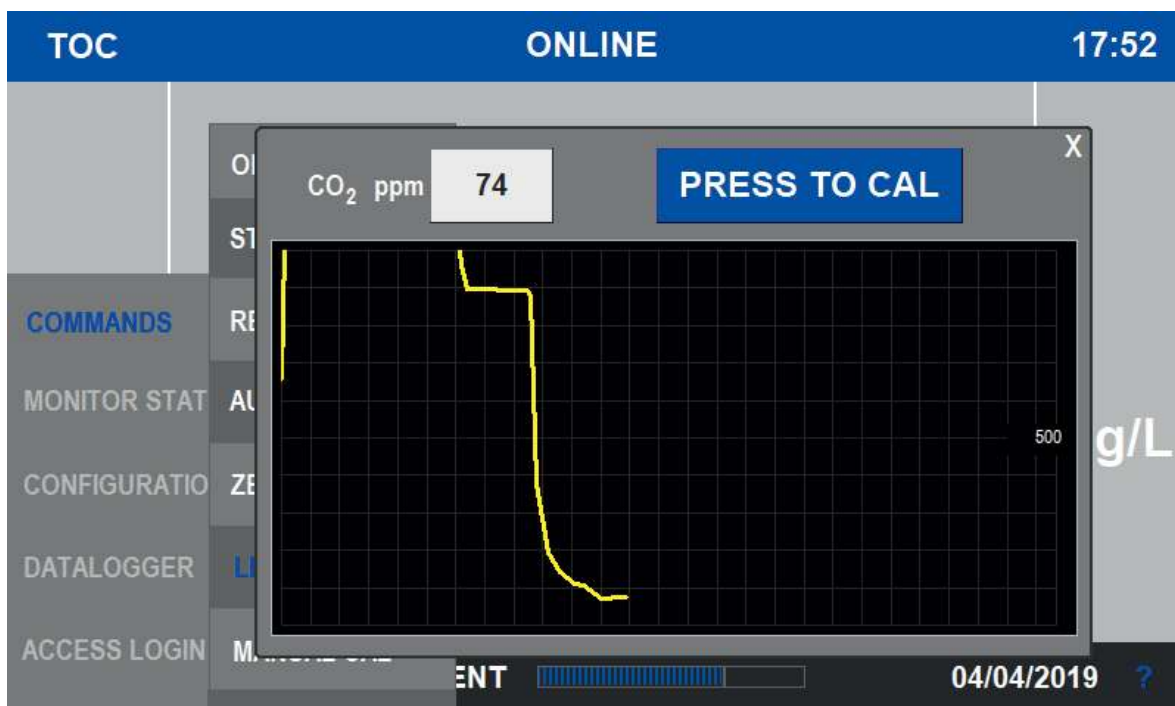 TOC ONLINE 17:52
X
CO₂ ppm 74 PRESS TO CAL
COMMANDS
MONITOR STAT
CONFIGURATIO
DATALOGGER
ACCESS LOGIN
500
g/L
04/04/2019 ?